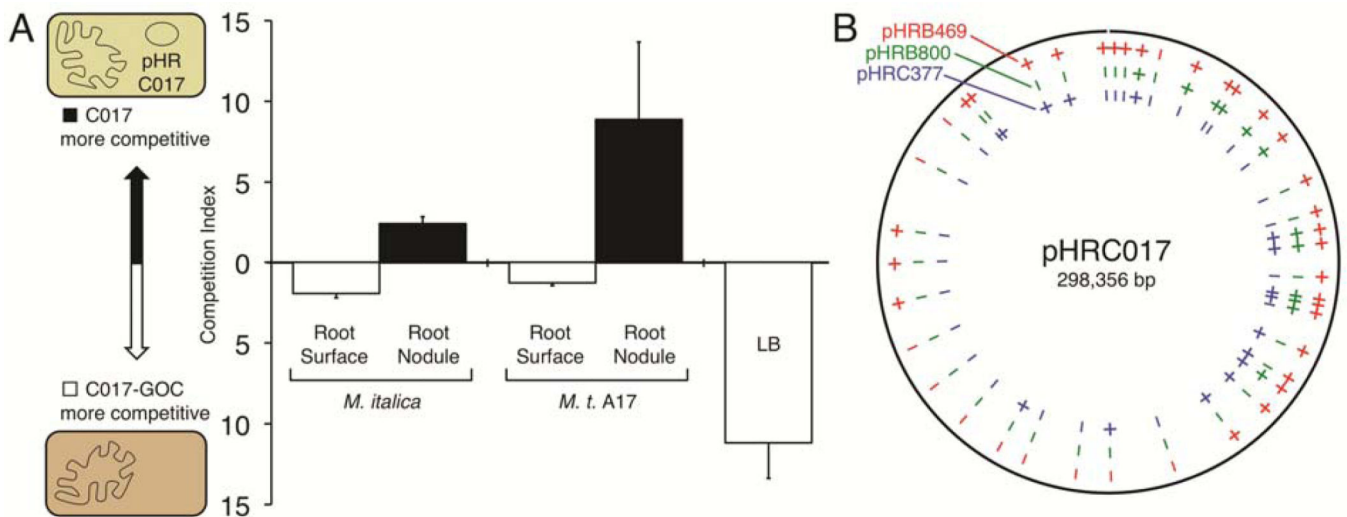 A
pHR
C017
C017
more competitive
C017-GOC
more competitive
Competition Index
15
10
5
0
5
10
15
Root
Surface
Root
Nodule
Root
Surface
Root
Nodule
LB
M. italica
M. t. A17
B
pHRB469
pHRB800
pHRC377
pHRC017
298,356 bp